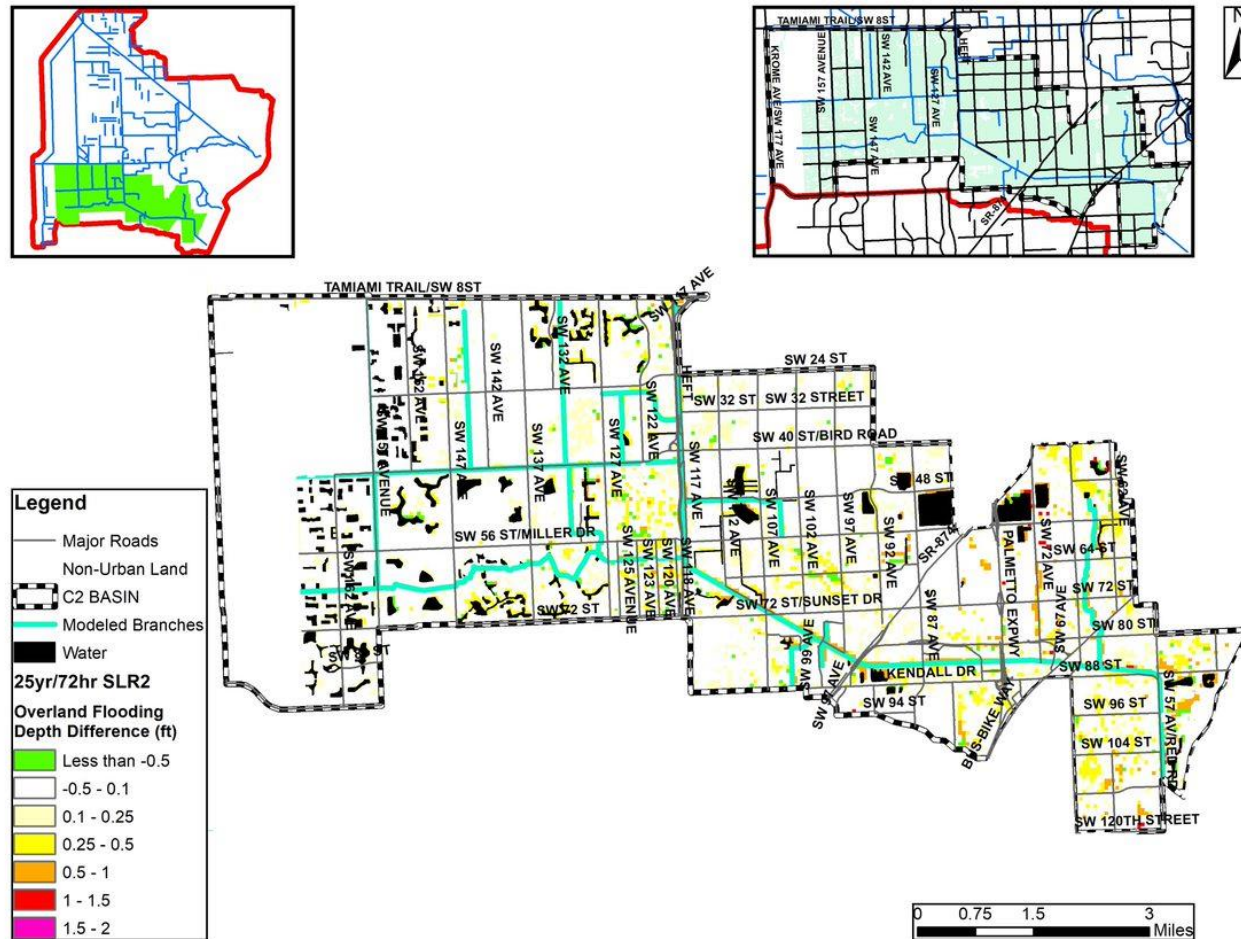 N
TAMIAMI TRAIL/SW 8ST
KROME AVE/SW 177 AVE
SW 157 AVENUE
SW 142 AVE
SW 147 AVE
SW 127 AVE
HEFT
SR-874
TAMIAMI TRAIL/SW 8ST
SW 132 AVE
SW 142 AVE
SW 147 AVE
SW 137 AVE
SW 127 AVE
SW 122 AVE
HEFT
SW 24 ST
SW 32 ST
SW 32 STREET
SW 40 ST/BIRD ROAD
SW 117 AVE
SW 107 AVE
SW 102 AVE
SW 97 AVE
SW 92 AVE
SR-874
PALMETTO EXPWY
SW 72 AVE
SW 64 ST
SW 56 ST/MILLER DR
SW 125 AVENUE
SW 123 AVE
SW 120 AVE
SW 118 AVE
SW 72 ST
SW 72 ST/SUNSET DR
SW 72 ST
SW 87 AVE
SW 69 AVE
SW 80 ST
SW 88 ST
KENDALL DR
SW 94 ST
SW 96 ST
SW 104 ST
SW 57 AV/RED RD
SW 120TH STREET
Legend
Major Roads
Non-Urban Land
C2 BASIN
Modeled Branches
Water
25yr/72hr SLR2
Overland Flooding
Depth Difference (ft)
Less than -0.5
-0.5 - 0.1
0.1 - 0.25
0.25 - 0.5
0.5 - 1
1 - 1.5
1.5 - 2
0 0.75 1.5 3
Miles